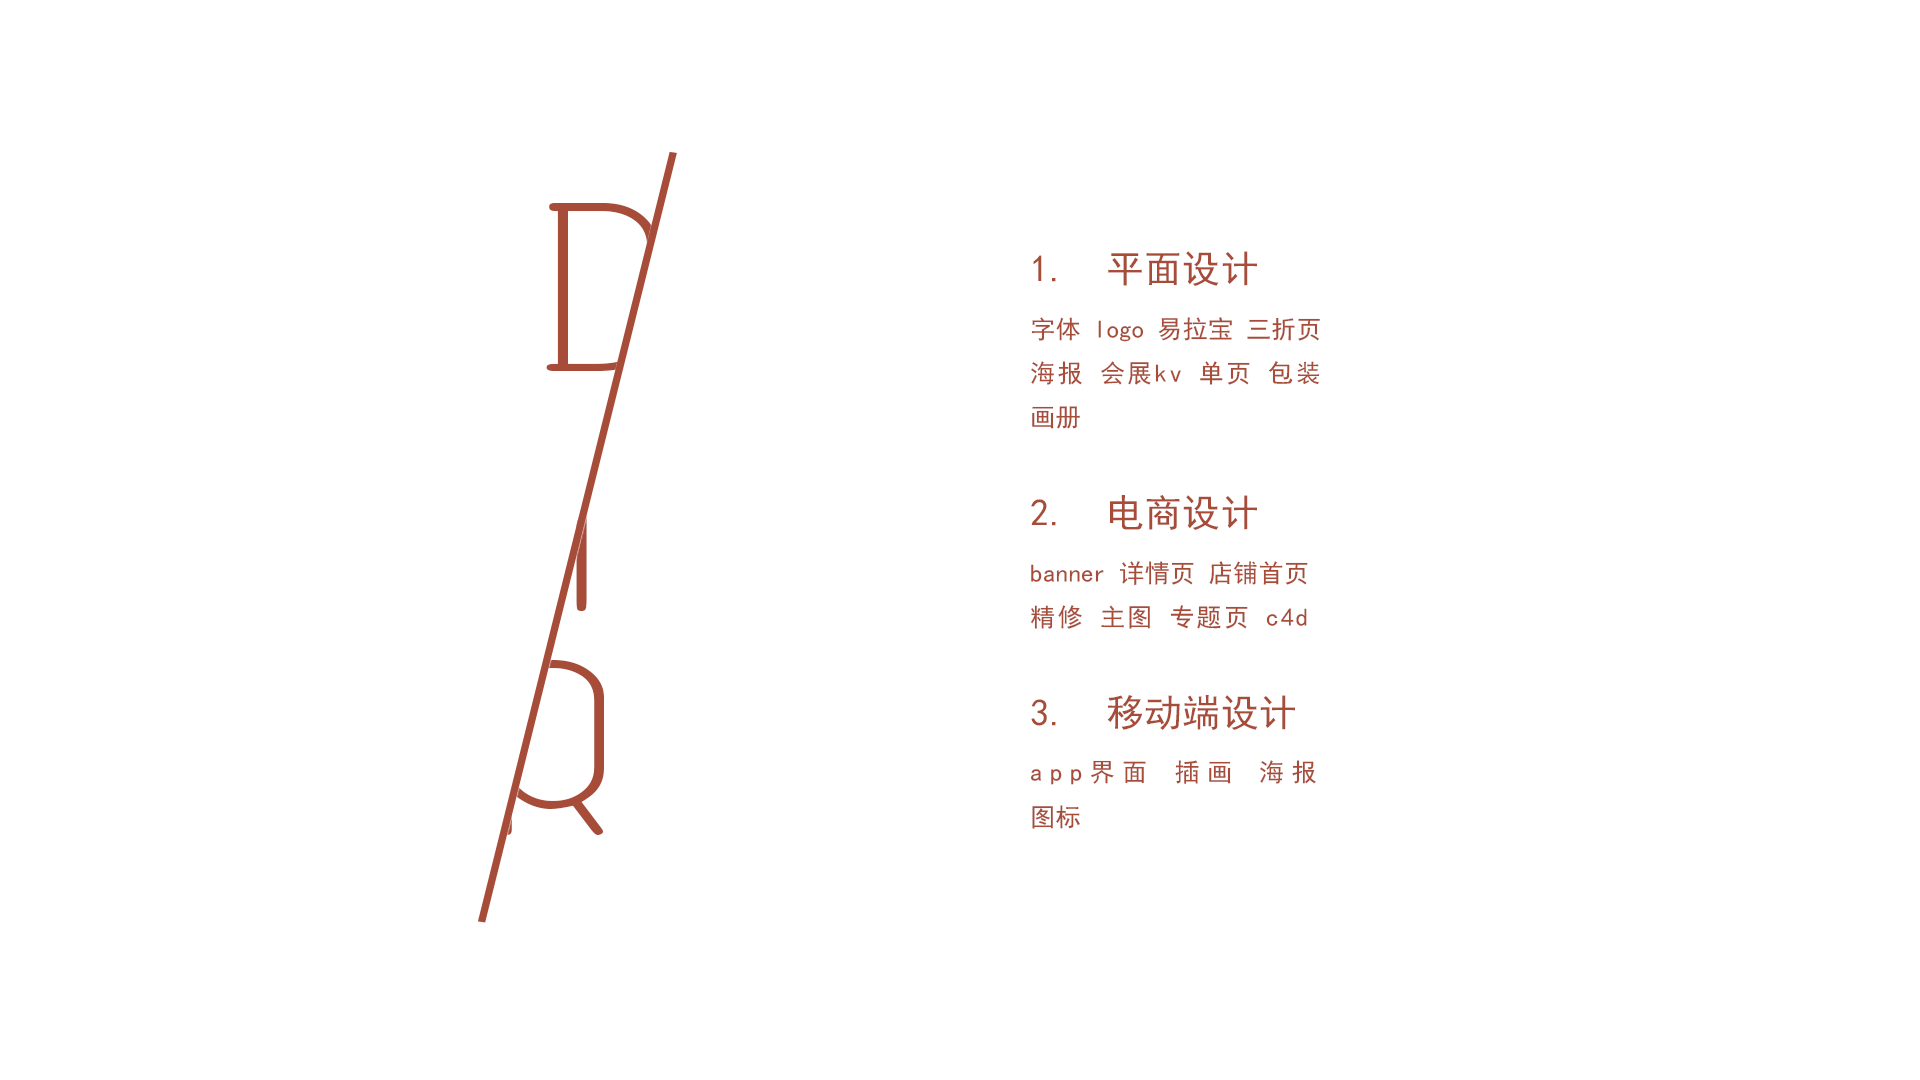 1. 平面设计
字体 logo 易拉宝 三折页
海报 会展kv 单页 包装
画册
2. 电商设计
banner 详情页 店铺首页
精修 主图 专题页 c4d
3. 移动端设计
app界面 插画 海报
图标